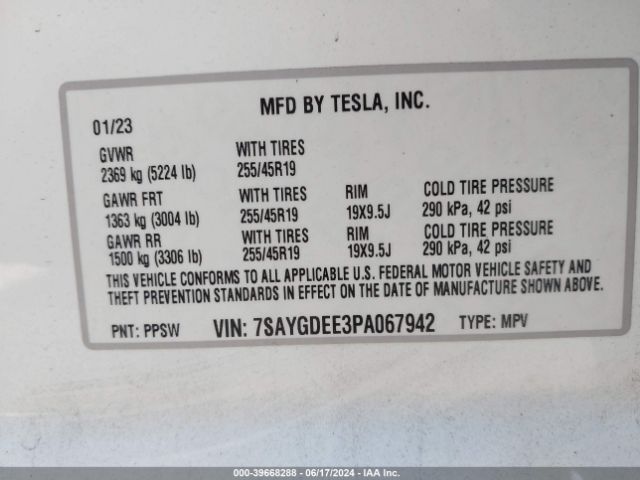 MFD BY TESLA, INC.
01/23
GVWR WITH TIRES
2369 kg (5224 lb) 255/45R19
GAWR FRT WITH TIRES RIM COLD TIRE PRESSURE
1363 kg (3004 lb) 255/45R19 19X9.5J 290 kPa, 42 psi
GAWR RR WITH TIRES RIM COLD TIRE PRESSURE
1500 kg (3306 lb) 255/45R19 19X9.5J 290 kPa, 42 psi
THIS VEHICLE CONFORMS TO ALL APPLICABLE U.S. FEDERAL MOTOR VEHICLE SAFETY AND
THEFT PREVENTION STANDARDS IN EFFECT ON THE DATE OF MANUFACTURE SHOWN ABOVE.
PNT: PPSW VIN: 7SAYGDEE3PA067942 TYPE: MPV
000-39668288 - 06/17/2024 - IAAI.COM